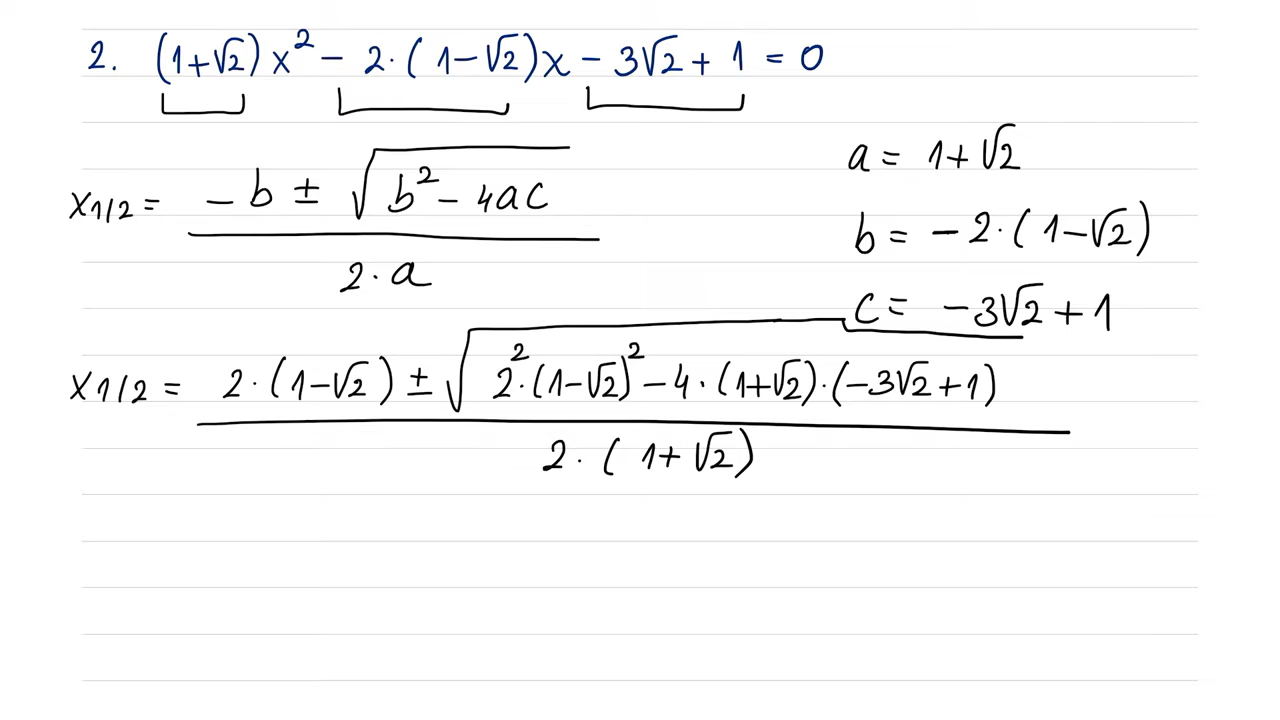 2. (1+√2)x² − 2·(1−√2)x − 3√2 + 1 = 0
a = 1+√2
x1/2 = (−b ± √(b² − 4ac)) / (2·a)
b = −2·(1−√2)
c = −3√2 + 1
x1/2 = (2·(1−√2) ± √(2²·(1−√2)² − 4·(1+√2)·(−3√2+1))) / (2·(1+√2))